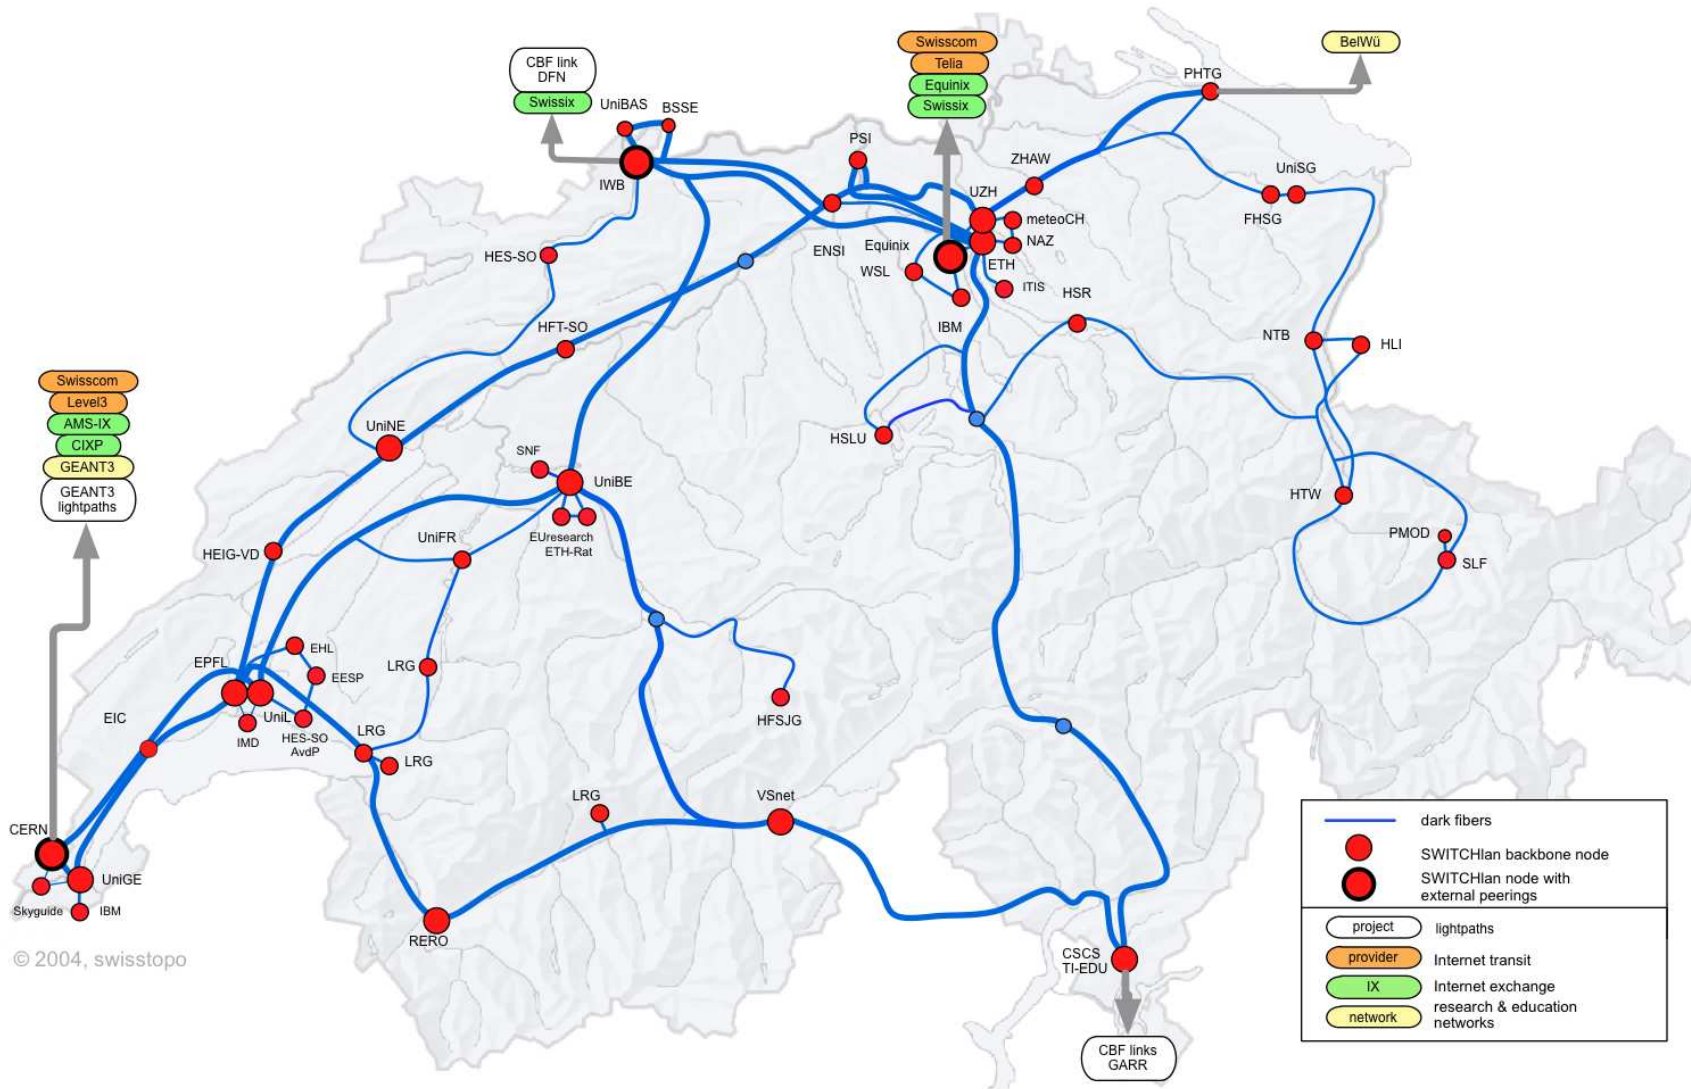 CBF link
DFN
Swissix
Swisscom
Telia
Equinix
Swissix
BelWü
PHTG
UniBAS
BSSE
IWB
PSI
ZHAW
UniSG
UZH
FHSG
meteoCH
NAZ
HES-SO
ENSI
Equinix
WSL
ETH
ITIS
HSR
IBM
HFT-SO
NTB
HLI
Swisscom
Level3
AMS-IX
CIXP
GEANT3
GEANT3
lightpaths
UniNE
HSLU
SNF
UniBE
HTW
EUresearch
ETH-Rat
UniFR
HEIG-VD
PMOD
SLF
EHL
EPFL
EESP
LRG
EIC
UniL
IMD
HES-SO
AvdP
LRG
LRG
HFSJG
LRG
VSnet
CERN
UniGE
Skyguide
IBM
RERO
© 2004, swisstopo
CSCS
TI-EDU
CBF links
GARR
dark fibers
SWITCHlan backbone node
SWITCHlan node with
external peerings
project
lightpaths
provider
Internet transit
IX
Internet exchange
network
research & education
networks